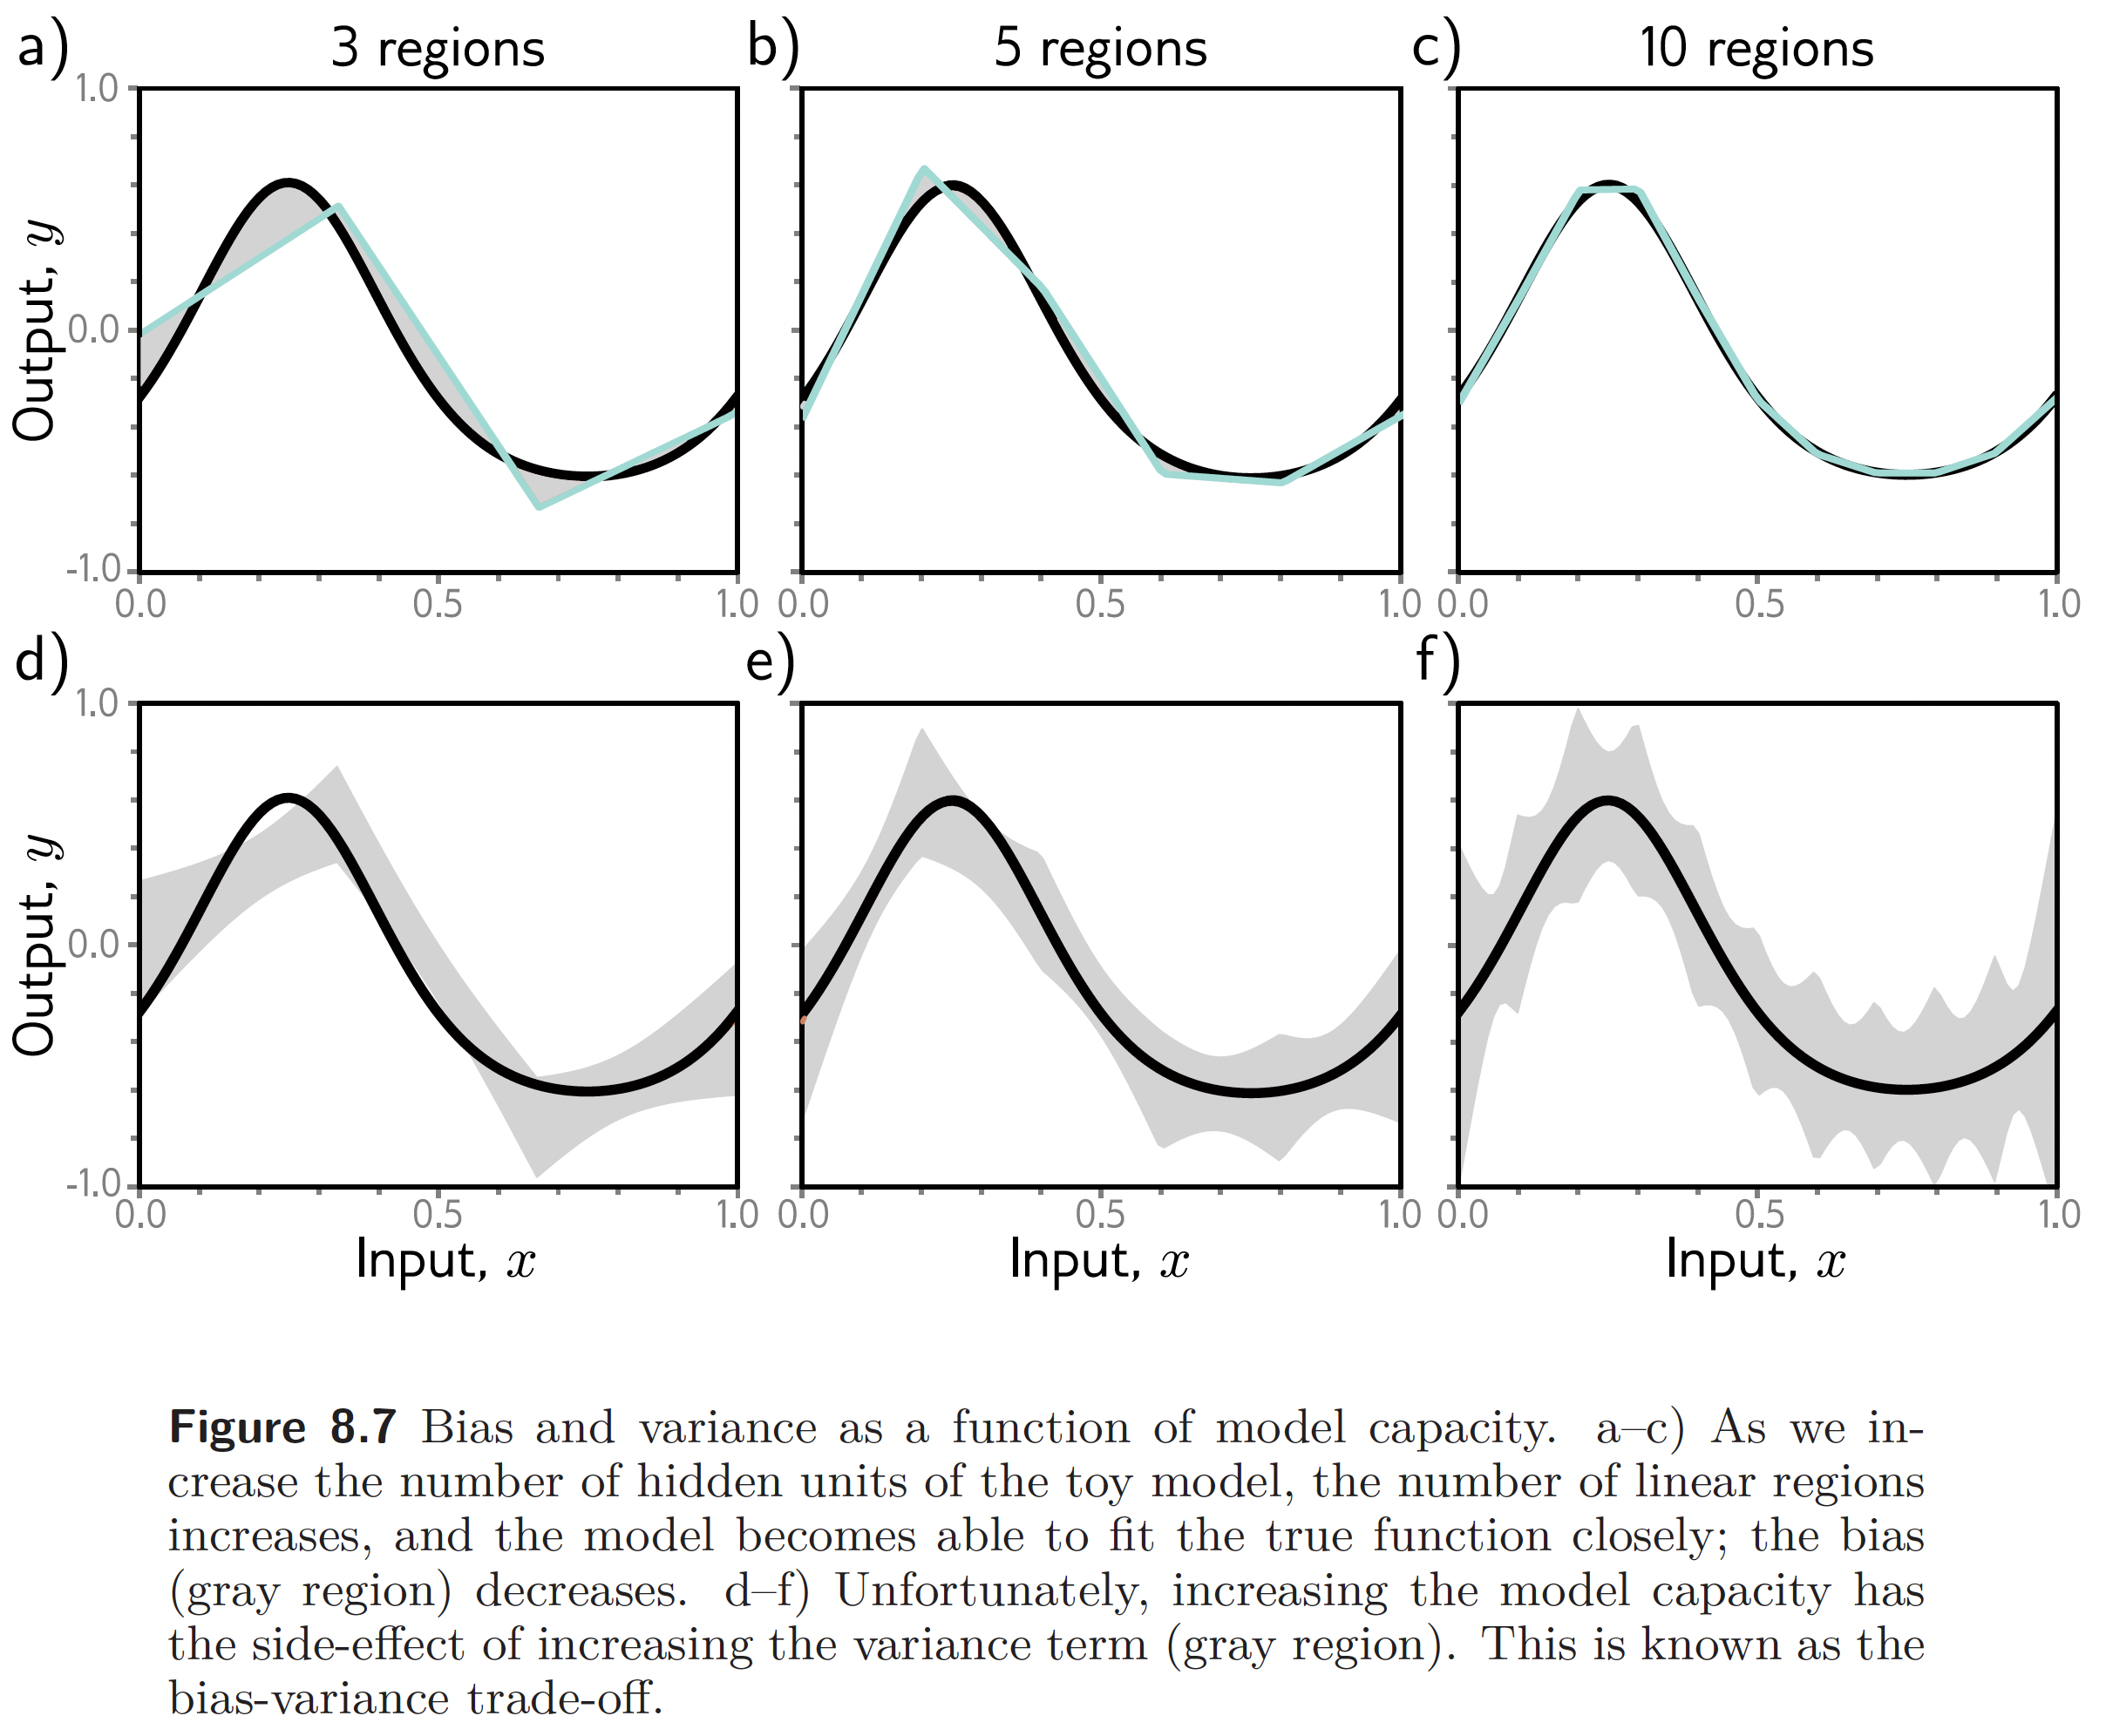 a) 3 regions b) 5 regions c) 10 regions
1.0
0.0
-1.0
Output, y
0.0 0.5 1.0 0.0 0.5 1.0 0.0 0.5 1.0
d) e) f)
1.0
0.0
-1.0
Output, y
0.0 0.5 1.0 0.0 0.5 1.0 0.0 0.5 1.0
Input, x Input, x Input, x
Figure 8.7 Bias and variance as a function of model capacity. a–c) As we in-
crease the number of hidden units of the toy model, the number of linear regions
increases, and the model becomes able to fit the true function closely; the bias
(gray region) decreases. d–f) Unfortunately, increasing the model capacity has
the side-effect of increasing the variance term (gray region). This is known as the
bias-variance trade-off.